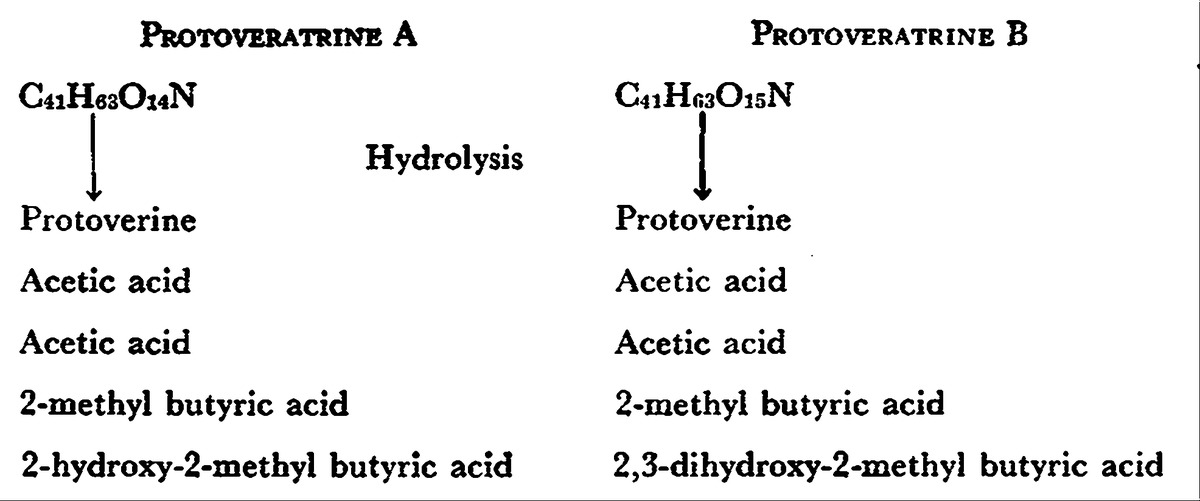 PROTOVERATRINE A
C₄₁H₆₃O₁₄N
Hydrolysis
Protoverine
Acetic acid
Acetic acid
2-methyl butyric acid
2-hydroxy-2-methyl butyric acid
PROTOVERATRINE B
C₄₁H₆₃O₁₅N
Protoverine
Acetic acid
Acetic acid
2-methyl butyric acid
2,3-dihydroxy-2-methyl butyric acid